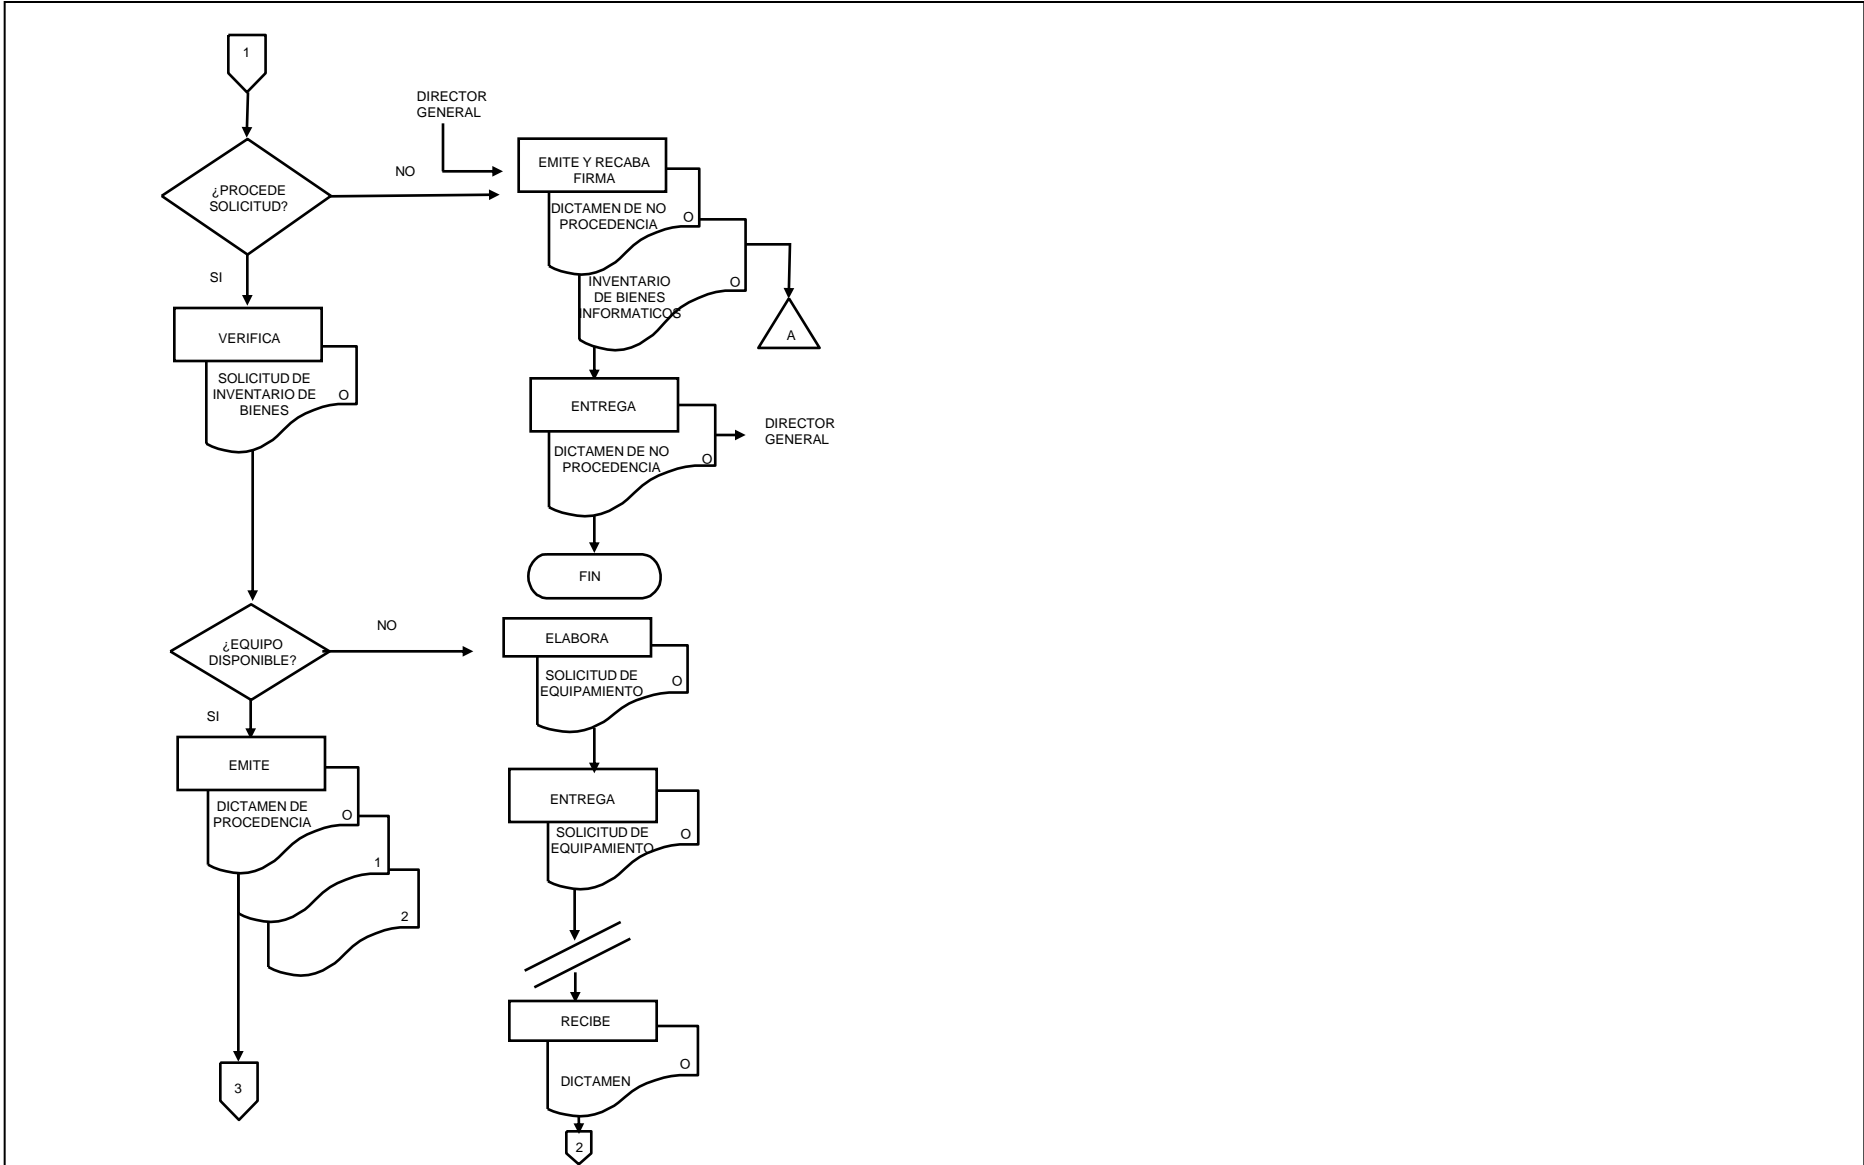 1
DIRECTOR
GENERAL
¿PROCEDE
SOLICITUD?
NO
EMITE Y RECABA
FIRMA
DICTAMEN DE NO
PROCEDENCIA
O
INVENTARIO
DE BIENES
INFORMATICOS
O
A
SI
VERIFICA
SOLICITUD DE
INVENTARIO DE
BIENES
O
ENTREGA
DICTAMEN DE NO
PROCEDENCIA
O
DIRECTOR
GENERAL
FIN
¿EQUIPO
DISPONIBLE?
NO
ELABORA
SOLICITUD DE
EQUIPAMIENTO
O
SI
EMITE
DICTAMEN DE
PROCEDENCIA
O
1
2
ENTREGA
SOLICITUD DE
EQUIPAMIENTO
O
RECIBE
DICTAMEN
O
3
2